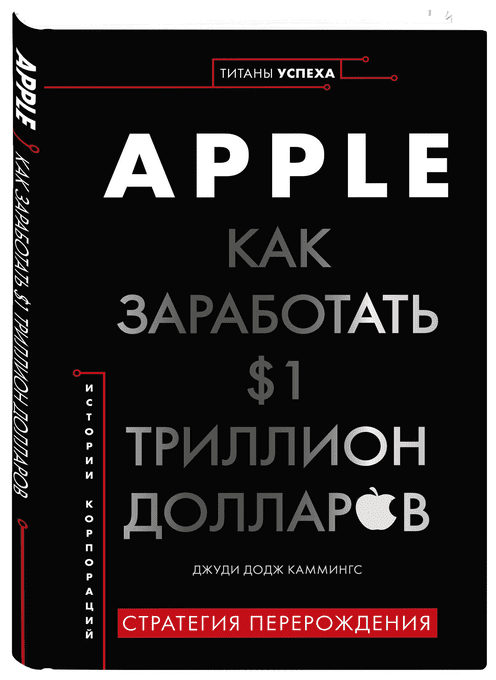 ТИТАНЫ УСПЕХА
APPLE
КАК
ЗАРАБОТАТЬ
$1
ТРИЛЛИОН
ДОЛЛАРОВ
ДЖУДИ ДОДЖ КАММИНГС
СТРАТЕГИЯ ПЕРЕРОЖДЕНИЯ
ИСТОРИИ КОРПОРАЦИЙ
APPLE КАК ЗАРАБОТАТЬ $1 ТРИЛЛИОН ДОЛЛАРОВ